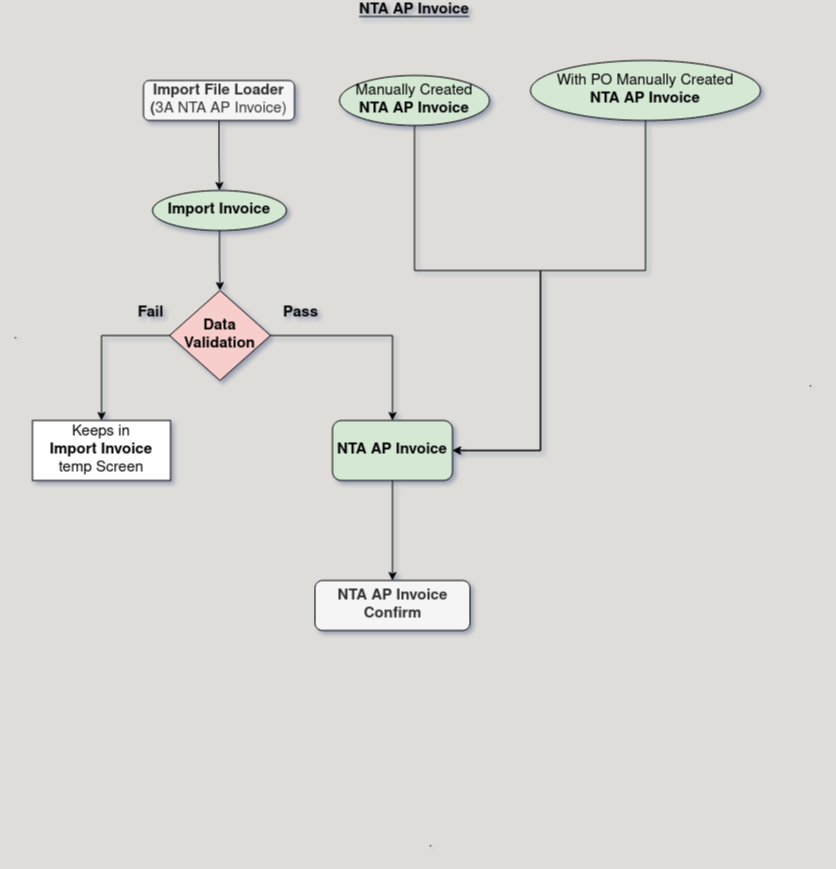 NTA AP Invoice
Import File Loader
(3A NTA AP Invoice)
Manually Created
NTA AP Invoice
With PO Manually Created
NTA AP Invoice
Import Invoice
Fail
Pass
Data
Validation
Keeps in
Import Invoice
temp Screen
NTA AP Invoice
NTA AP Invoice
Confirm